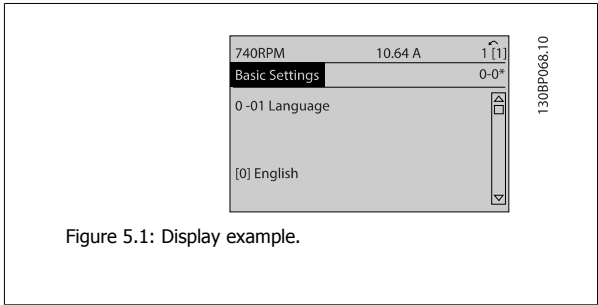 740RPM 10.64 A 1 [1]
Basic Settings 0-0*
0 -01 Language
[0] English
130BP068.10
Figure 5.1: Display example.